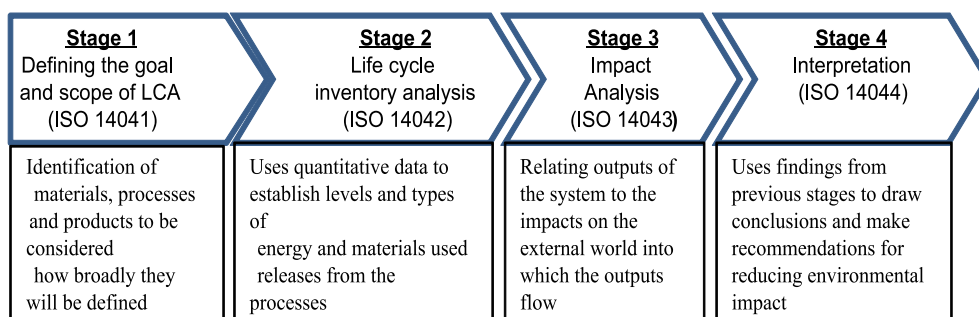 Stage 1
Defining the goal
and scope of LCA
(ISO 14041)
Stage 2
Life cycle
inventory analysis
(ISO 14042)
Stage 3
Impact
Analysis
(ISO 14043)
Stage 4
Interpretation
(ISO 14044)
Identification of
materials, processes
and products to be
considered
how broadly they
will be defined
Uses quantitative data to
establish levels and types
of
energy and materials used
releases from the
processes
Relating outputs of
the system to the
impacts on the
external world into
which the outputs
flow
Uses findings from
previous stages to draw
conclusions and make
recommendations for
reducing environmental
impact